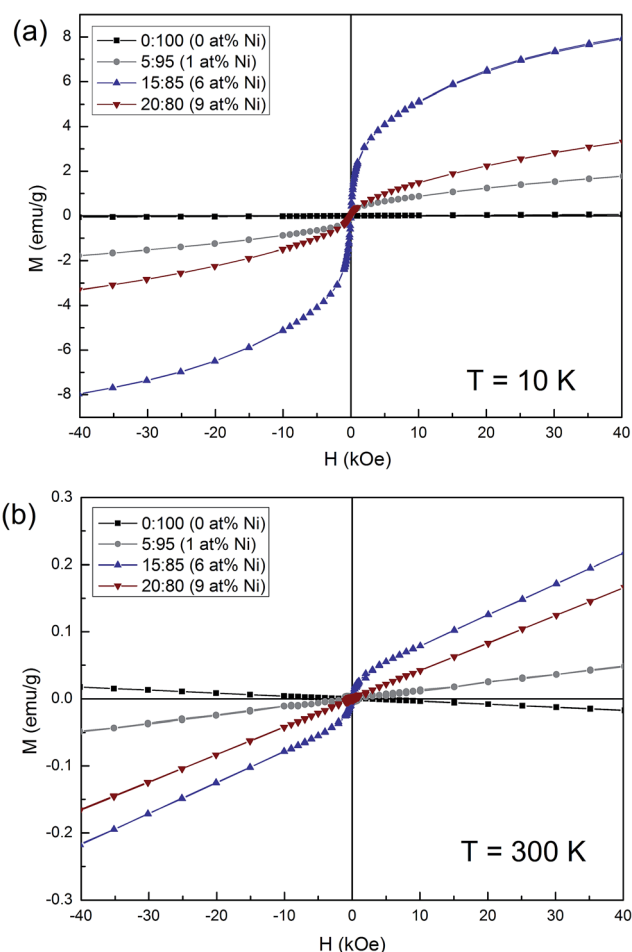 (a)
0:100 (0 at% Ni)
5:95 (1 at% Ni)
15:85 (6 at% Ni)
20:80 (9 at% Ni)
8
6
4
2
0
-2
-4
-6
-8
M (emu/g)
T = 10 K
-40 -30 -20 -10 0 10 20 30 40
H (kOe)
(b)
0:100 (0 at% Ni)
5:95 (1 at% Ni)
15:85 (6 at% Ni)
20:80 (9 at% Ni)
0.3
0.2
0.1
0.0
-0.1
-0.2
-0.3
M (emu/g)
T = 300 K
-40 -30 -20 -10 0 10 20 30 40
H (kOe)